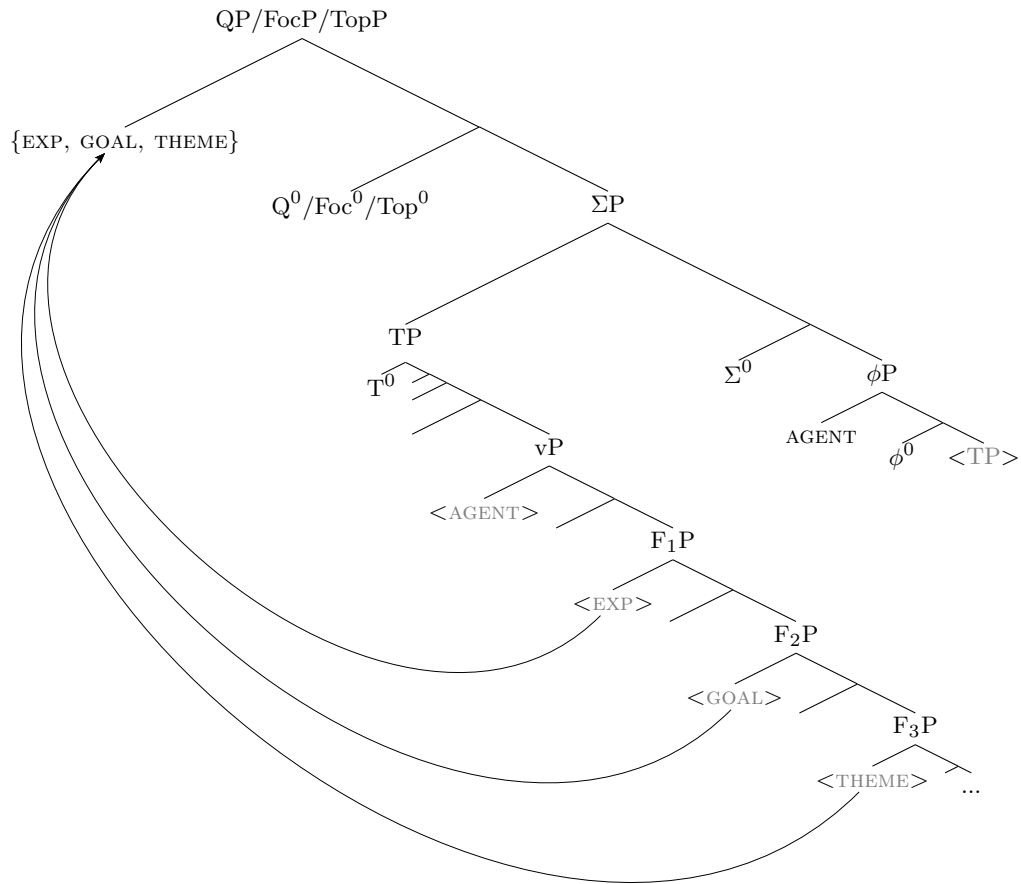 QP/FocP/TopP
{EXP, GOAL, THEME}
Q⁰/Foc⁰/Top⁰
ΣP
TP
T⁰
Σ⁰
ϕP
AGENT
ϕ⁰
<TP>
vP
<AGENT>
F₁P
<EXP>
F₂P
<GOAL>
F₃P
<THEME>
...